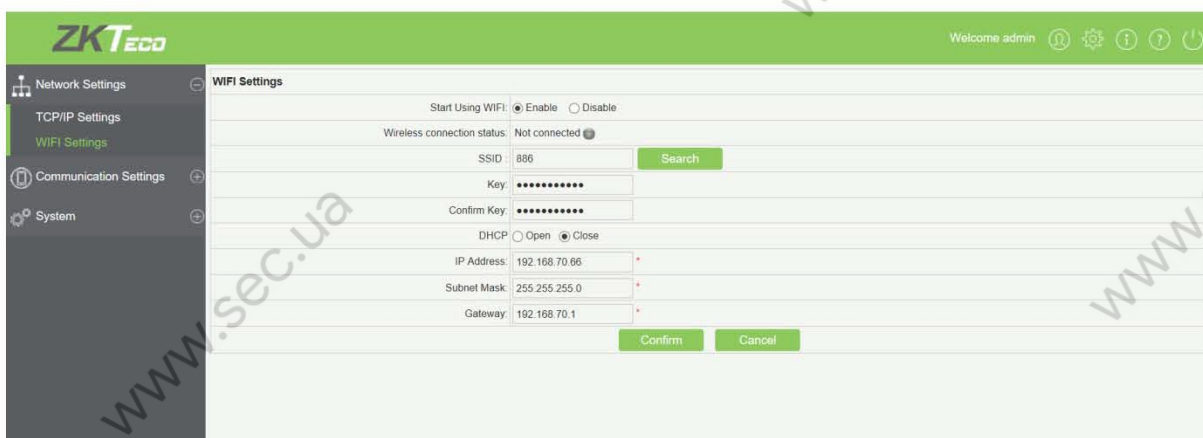 ZKTECO
Welcome admin
Network Settings
TCP/IP Settings
WIFI Settings
Communication Settings
System
WIFI Settings
Start Using WIFI: Enable Disable
Wireless connection status: Not connected
SSID : 886 Search
Key: •••••••••••
Confirm Key: •••••••••••
DHCP Open Close
IP Address: 192.168.70.66 *
Subnet Mask: 255.255.255.0 *
Gateway: 192.168.70.1 *
Confirm Cancel
www.sec.ua
www